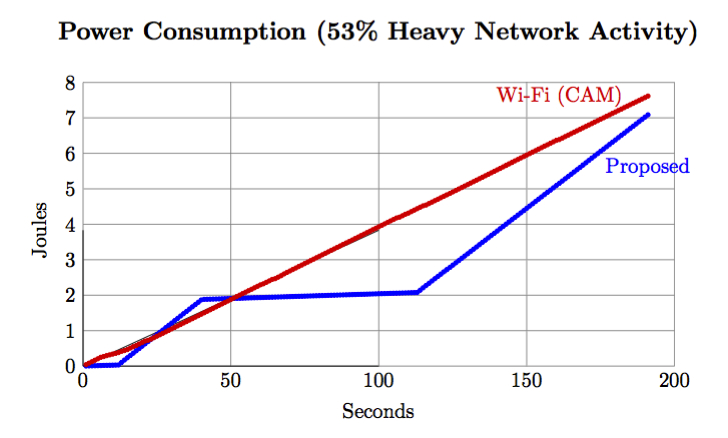 Power Consumption (53% Heavy Network Activity)
8
Wi-Fi (CAM)
7
6
Proposed
5
4
Joules
3
2
1
0
0 50 100 150 200
Seconds